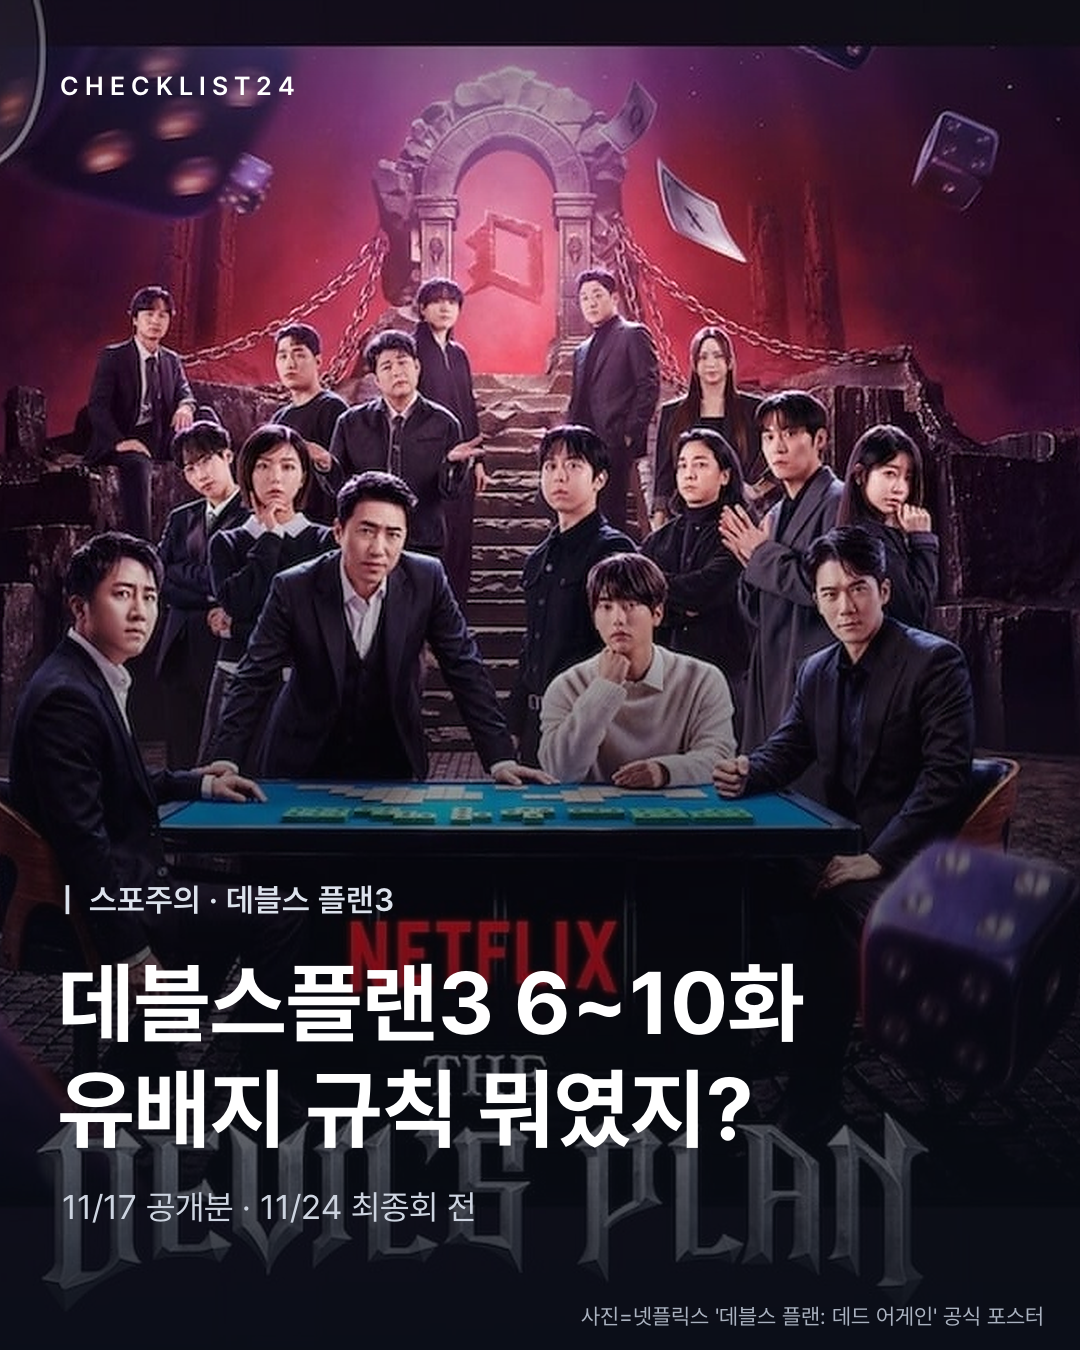 CHECKLIST24
| 스포주의 · 데블스 플랜3
NETFLIX
데블스플랜3 6~10화
THE
유배지 규칙 뭐였지?
DEVIL'S PLAN
11/17 공개분 · 11/24 최종회 전
사진=넷플릭스 '데블스 플랜: 데드 어게인' 공식 포스터